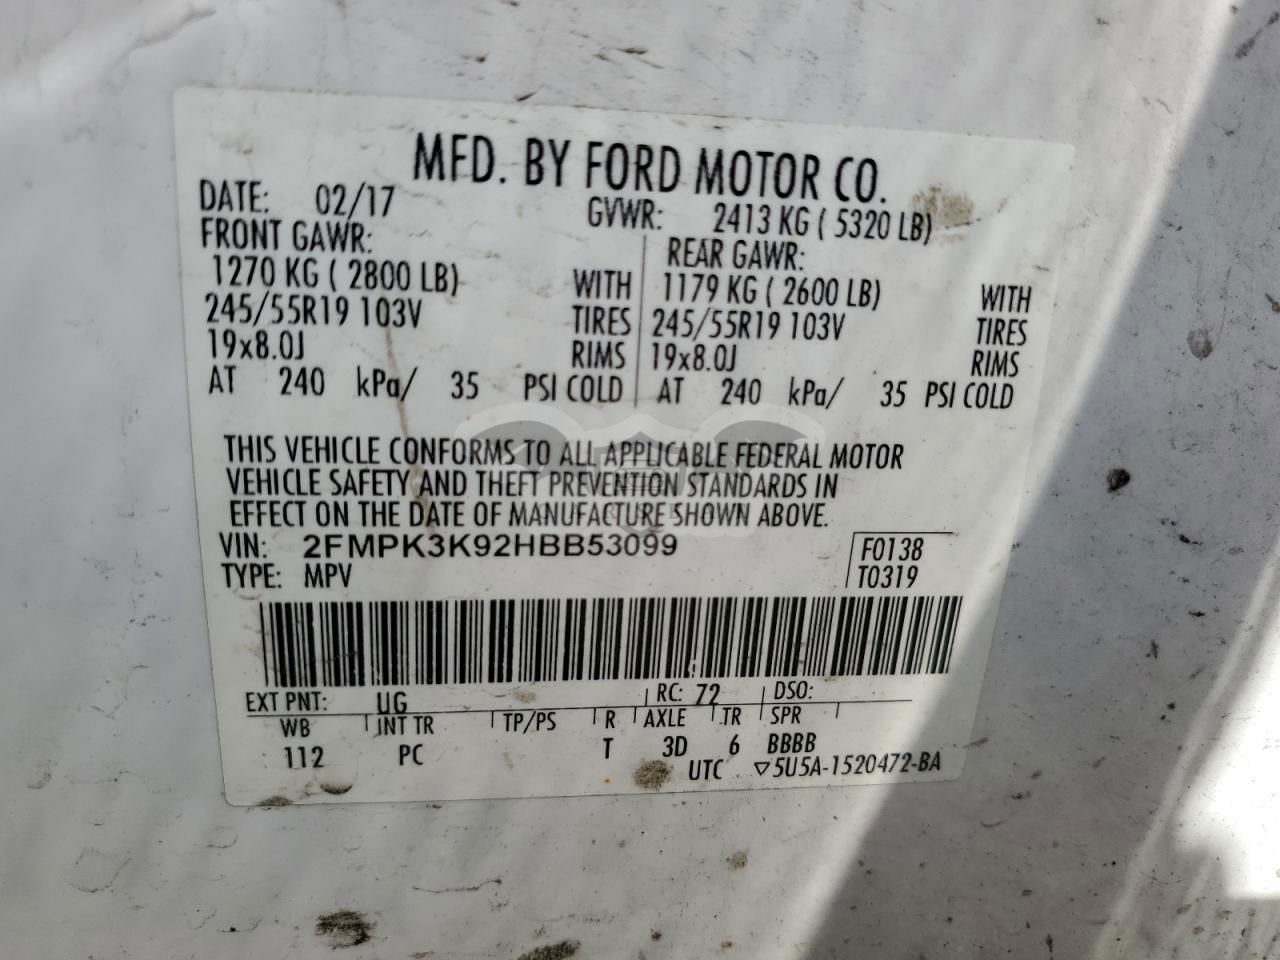 MFD. BY FORD MOTOR CO.
DATE: 02/17 GVWR: 2413 KG ( 5320 LB)
FRONT GAWR: REAR GAWR:
1270 KG ( 2800 LB) WITH 1179 KG ( 2600 LB) WITH
245/55R19 103V TIRES 245/55R19 103V TIRES
19x8.0J RIMS 19x8.0J RIMS
AT 240 kPa/ 35 PSI COLD AT 240 kPa/ 35 PSI COLD
THIS VEHICLE CONFORMS TO ALL APPLICABLE FEDERAL MOTOR
VEHICLE SAFETY AND THEFT PREVENTION STANDARDS IN
EFFECT ON THE DATE OF MANUFACTURE SHOWN ABOVE.
VIN: 2FMPK3K92HBB53099 F0138
TYPE: MPV T0319
EXT PNT: UG RC: 72 DSO:
WB INT TR TP/PS R AXLE TR SPR
112 PC T 3D 6 BBBB
UTC ▽5U5A-1520472-BA